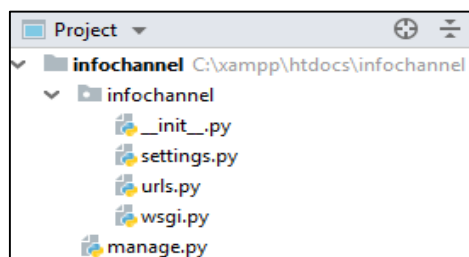 Project
infochannel C:\xampp\htdocs\infochannel
infochannel
__init__.py
settings.py
urls.py
wsgi.py
manage.py